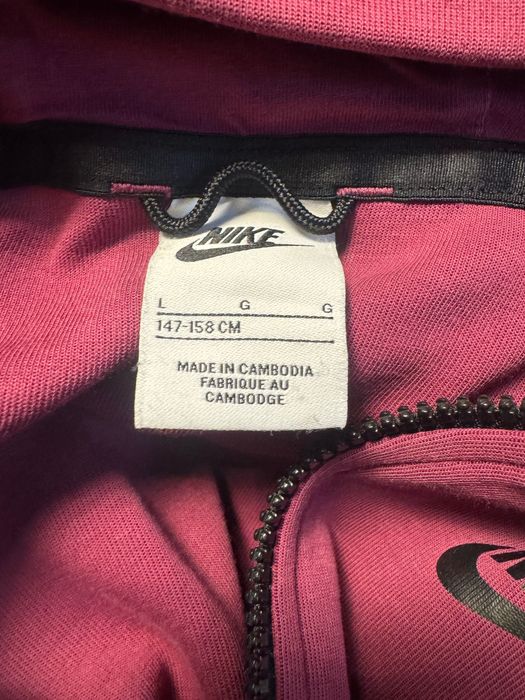 NIKE
L G G
147-158 CM
MADE IN CAMBODIA
FABRIQUE AU
CAMBODGE